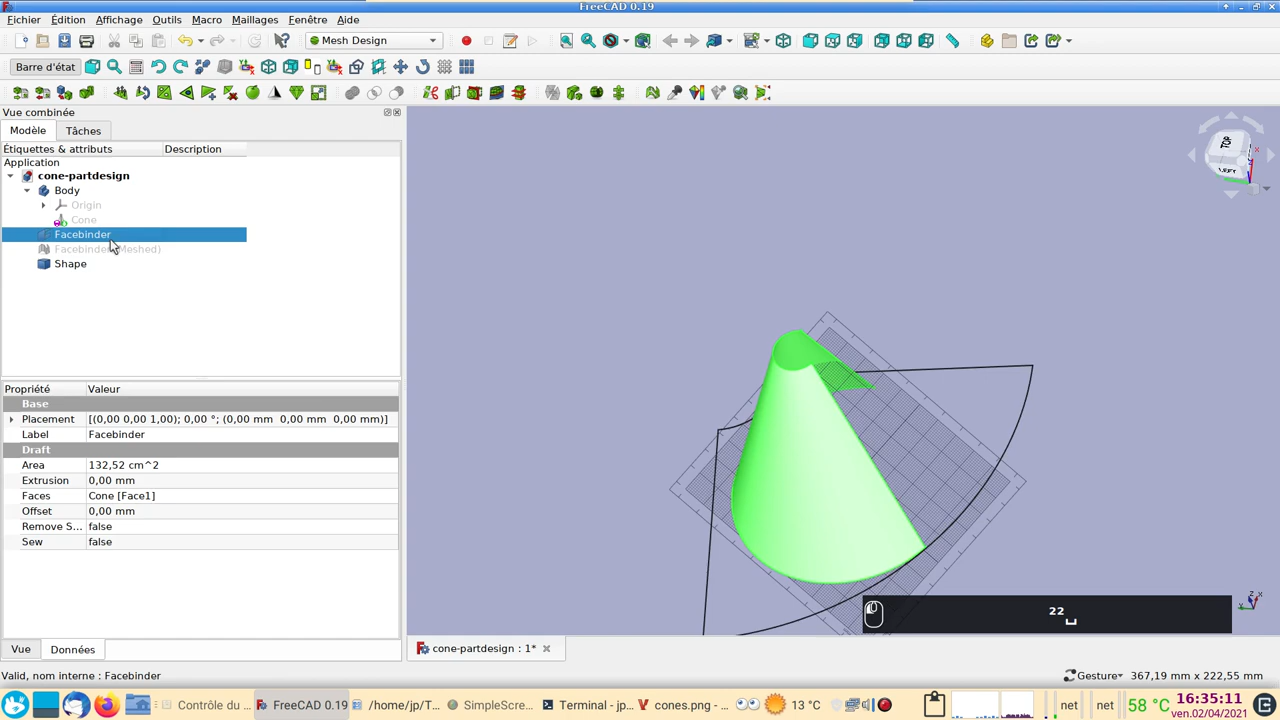 FreeCAD 0.19
Fichier Édition Affichage Outils Macro Maillages Fenêtre Aide
Mesh Design
Barre d'état
Vue combinée
Modèle Tâches
Étiquettes & attributs Description
Application
cone-partdesign
Body
Origin
Cone
Facebinder
Facebinder (Meshed)
Shape
Propriété Valeur
Base
Placement [(0,00 0,00 1,00); 0,00 °; (0,00 mm 0,00 mm 0,00 mm)]
Label Facebinder
Draft
Area 132,52 cm^2
Extrusion 0,00 mm
Faces Cone [Face1]
Offset 0,00 mm
Remove S... false
Sew false
22
Vue Données
cone-partdesign : 1*
Valid, nom interne : Facebinder
Gesture 367,19 mm x 222,55 mm
Contrôle du ... FreeCAD 0.19 /home/jp/T... SimpleScre... Terminal - jp... cones.png - ... 13 °C net net 58 °C 16:35:11
ven.02/04/2021